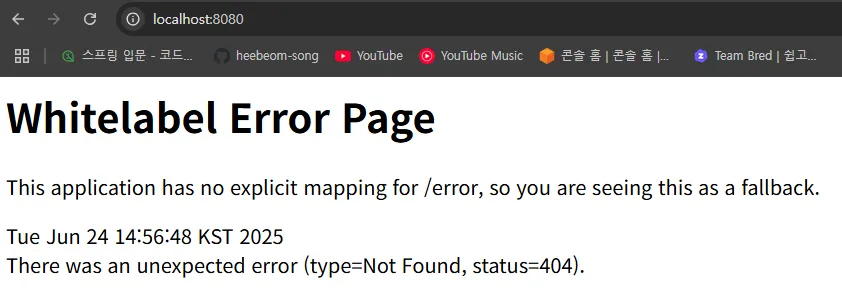 localhost:8080
스프링 입문 - 코드... heebeom-song YouTube YouTube Music 콘솔 홈 | 콘솔 홈 |... Team Bred | 쉽고...
Whitelabel Error Page
This application has no explicit mapping for /error, so you are seeing this as a fallback.
Tue Jun 24 14:56:48 KST 2025
There was an unexpected error (type=Not Found, status=404).